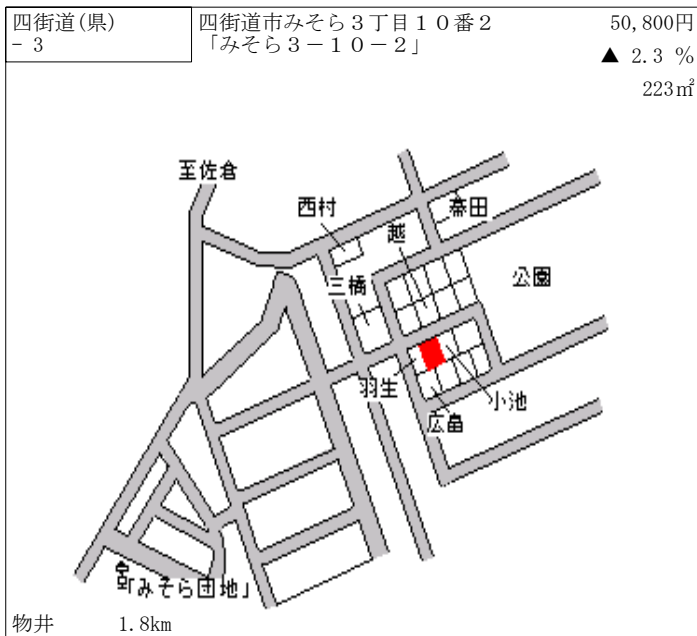 四街道(県)
- 3
四街道市みそら３丁目１０番２
「みそら３－１０－２」
50,800円
▲ 2.3 %
223㎡
至佐倉
西村
秦田
越
公園
三橋
羽生
小池
広畠
「みそら団地」
物井 1.8km